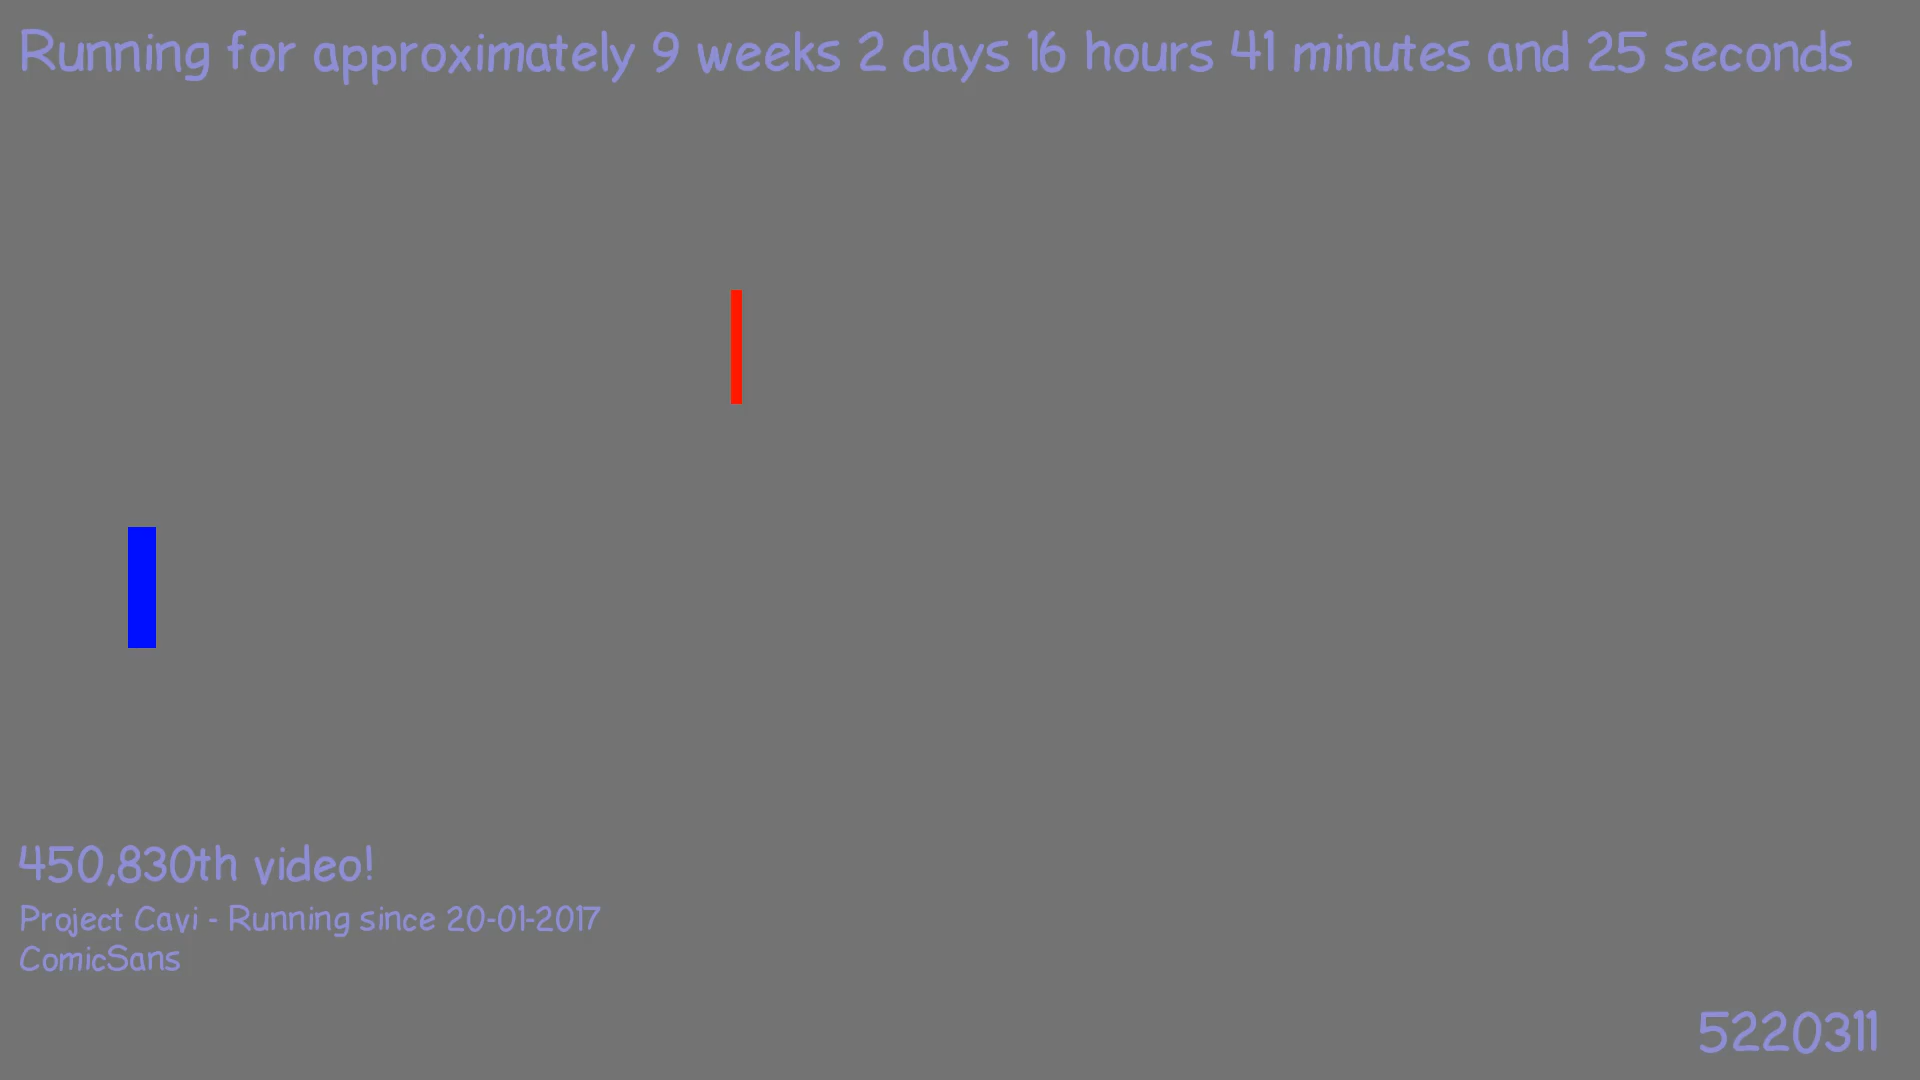 Running for approximately 9 weeks 2 days 16 hours 41 minutes and 25 seconds
450,830th video!
Project Cavi - Running since 20-01-2017
ComicSans
5220311